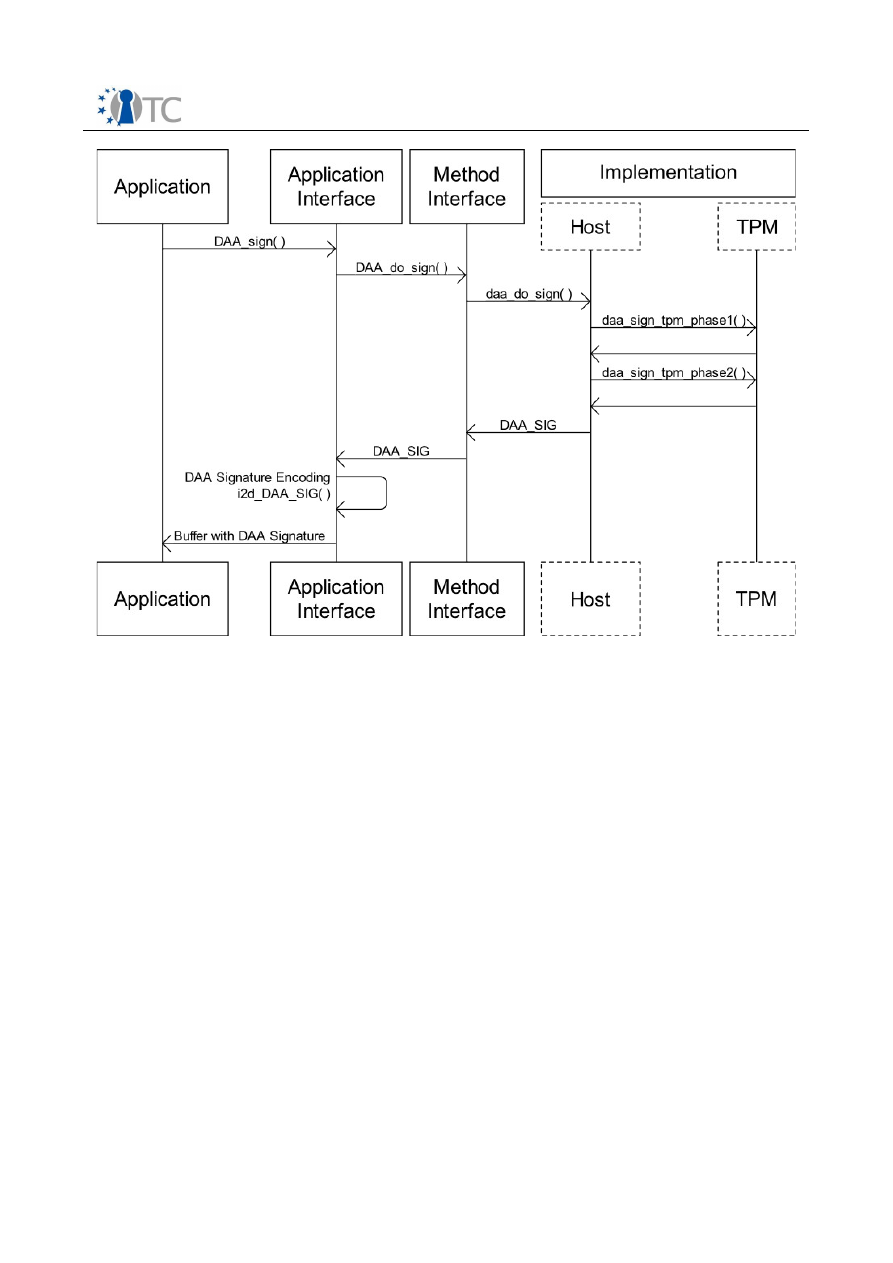 TC
Application
Application
Interface
Method
Interface
Implementation
Host
TPM
DAA_sign( )
DAA_do_sign( )
daa_do_sign( )
daa_sign_tpm_phase1( )
daa_sign_tpm_phase2( )
DAA_SIG
DAA_SIG
DAA Signature Encoding
i2d_DAA_SIG( )
Buffer with DAA Signature
Application
Application
Interface
Method
Interface
Host
TPM